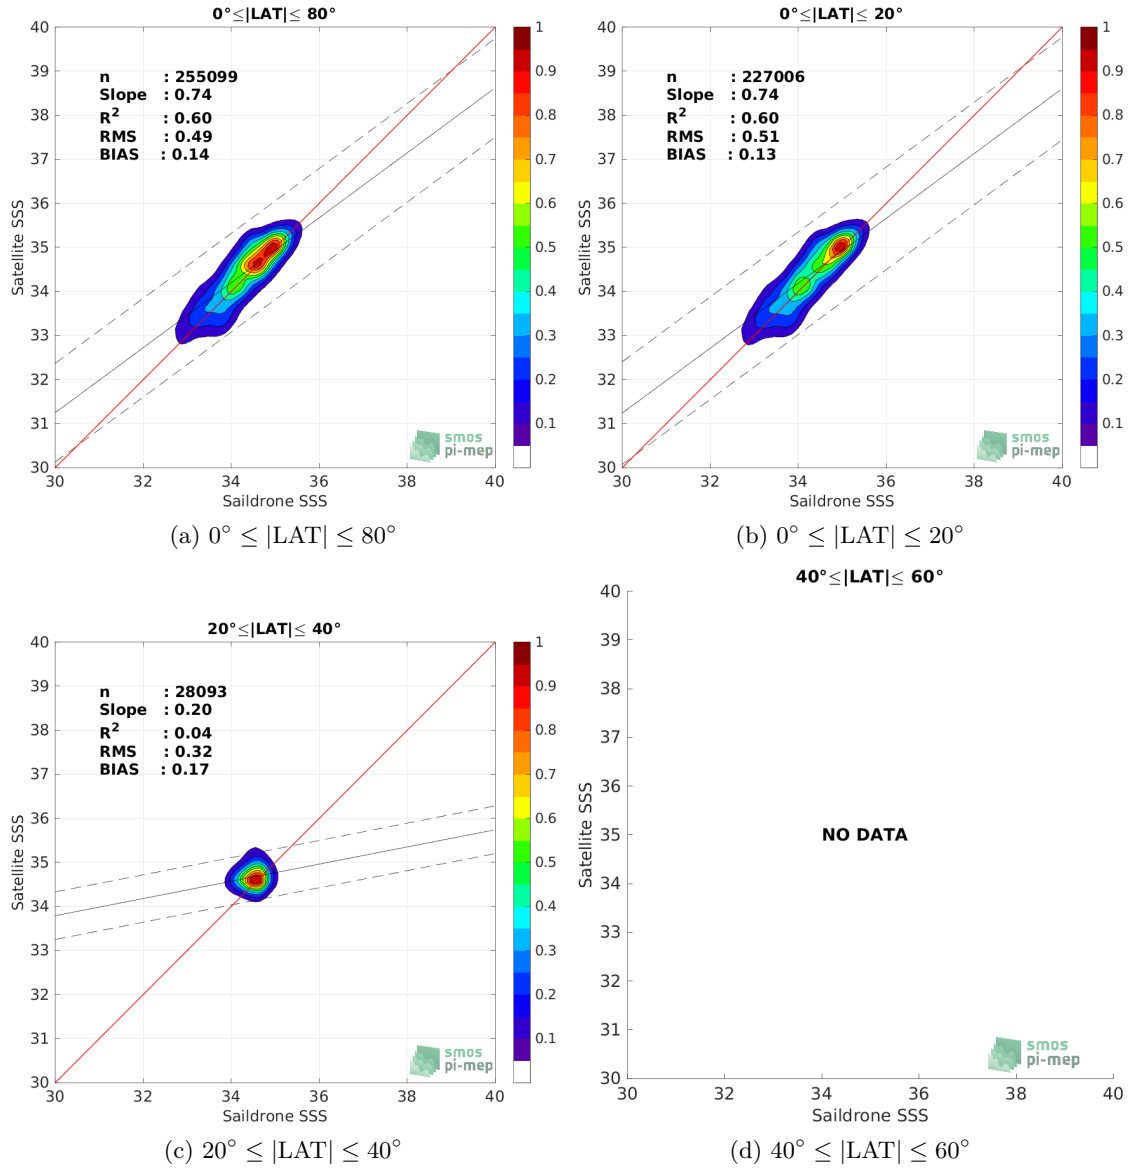 0°≤|LAT|≤ 80°
n : 255099
Slope : 0.74
R² : 0.60
RMS : 0.49
BIAS : 0.14
40
39
38
37
36
35
34
33
32
31
30
30 32 34 36 38 40
Satellite SSS
Saildrone SSS
1
0.9
0.8
0.7
0.6
0.5
0.4
0.3
0.2
0.1
smos
pi-mep
(a) 0° ≤ |LAT| ≤ 80°
0°≤|LAT|≤ 20°
n : 227006
Slope : 0.74
R² : 0.60
RMS : 0.51
BIAS : 0.13
40
39
38
37
36
35
34
33
32
31
30
30 32 34 36 38 40
Satellite SSS
Saildrone SSS
1
0.9
0.8
0.7
0.6
0.5
0.4
0.3
0.2
0.1
smos
pi-mep
(b) 0° ≤ |LAT| ≤ 20°
20°≤|LAT|≤ 40°
n : 28093
Slope : 0.20
R² : 0.04
RMS : 0.32
BIAS : 0.17
40
39
38
37
36
35
34
33
32
31
30
30 32 34 36 38 40
Satellite SSS
Saildrone SSS
1
0.9
0.8
0.7
0.6
0.5
0.4
0.3
0.2
0.1
smos
pi-mep
(c) 20° ≤ |LAT| ≤ 40°
40°≤|LAT|≤ 60°
40
39
38
37
36
35
34
33
32
31
30
30 32 34 36 38 40
Satellite SSS
Saildrone SSS
NO DATA
smos
pi-mep
(d) 40° ≤ |LAT| ≤ 60°